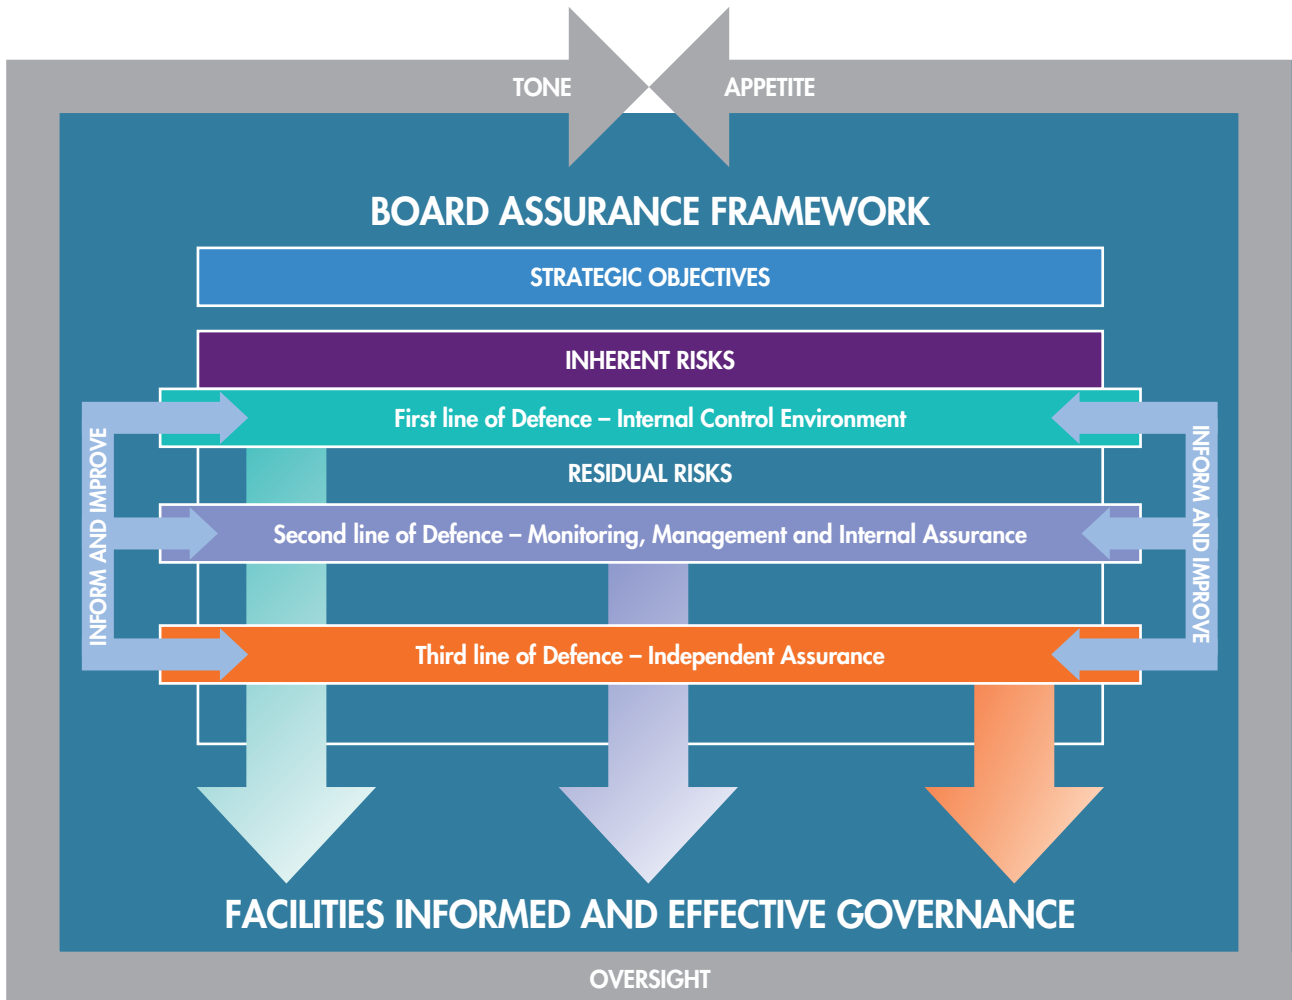 TONE
APPETITE
BOARD ASSURANCE FRAMEWORK
STRATEGIC OBJECTIVES
INHERENT RISKS
First line of Defence – Internal Control Environment
RESIDUAL RISKS
Second line of Defence – Monitoring, Management and Internal Assurance
Third line of Defence – Independent Assurance
INFORM AND IMPROVE
INFORM AND IMPROVE
FACILITIES INFORMED AND EFFECTIVE GOVERNANCE
OVERSIGHT